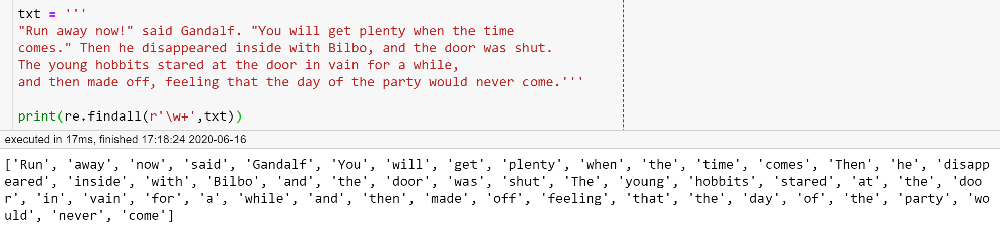 txt = '''
"Run away now!" said Gandalf. "You will get plenty when the time
comes." Then he disappeared inside with Bilbo, and the door was shut.
The young hobbits stared at the door in vain for a while,
and then made off, feeling that the day of the party would never come.'''
print(re.findall(r'\w+',txt))
executed in 17ms, finished 17:18:24 2020-06-16
['Run', 'away', 'now', 'said', 'Gandalf', 'You', 'will', 'get', 'plenty', 'when', 'the', 'time', 'comes', 'Then', 'he', 'disapp
eared', 'inside', 'with', 'Bilbo', 'and', 'the', 'door', 'was', 'shut', 'The', 'young', 'hobbits', 'stared', 'at', 'the', 'doo
r', 'in', 'vain', 'for', 'a', 'while', 'and', 'then', 'made', 'off', 'feeling', 'that', 'the', 'day', 'of', 'the', 'party', 'wo
uld', 'never', 'come']